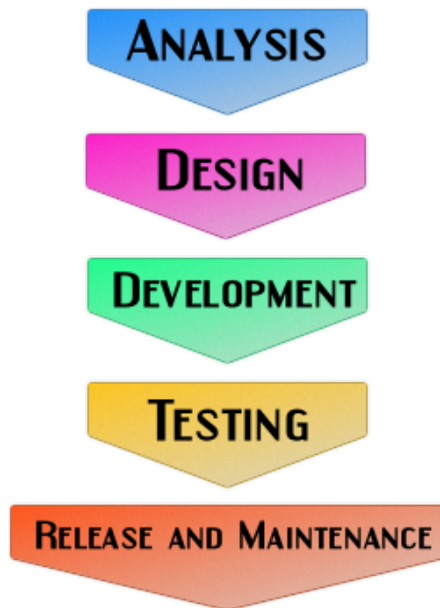 Analysis
Design
Development
Testing
Release and Maintenance